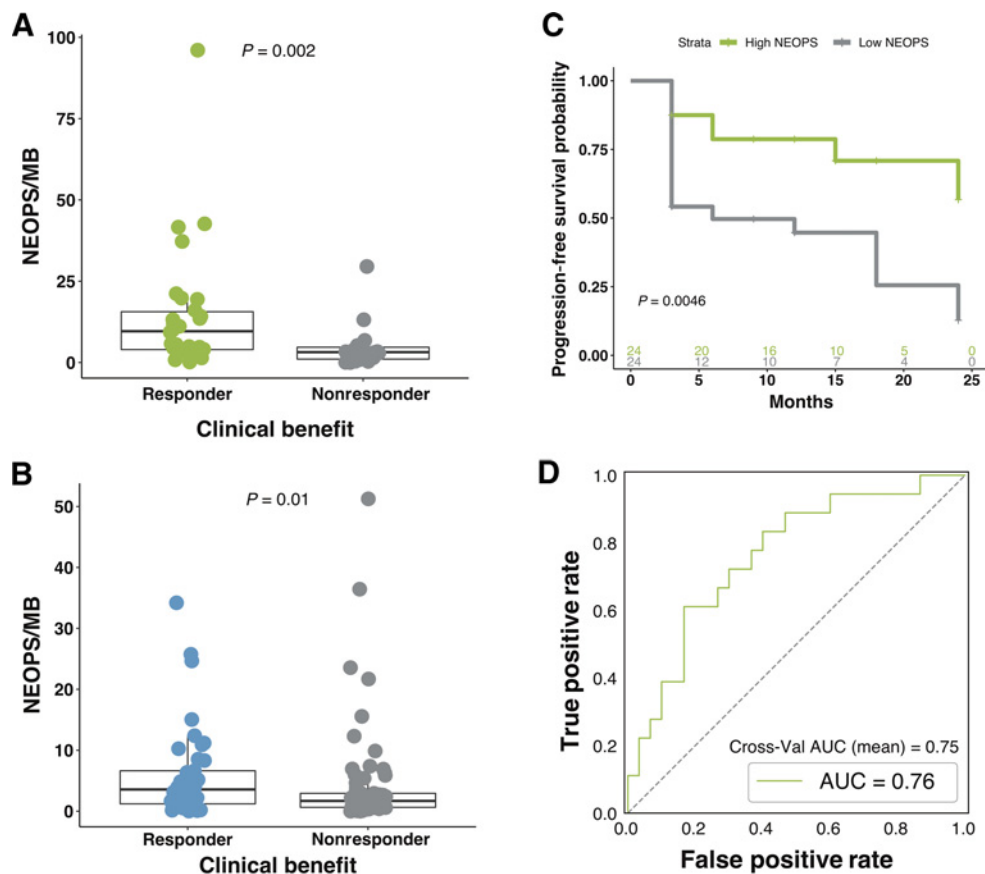 A
100
75
50
25
0
NEOPS/MB
P = 0.002
Responder
Nonresponder
Clinical benefit
B
50
40
30
20
10
0
NEOPS/MB
P = 0.01
Responder
Nonresponder
Clinical benefit
C
Strata High NEOPS Low NEOPS
1.00
0.75
0.50
0.25
0.00
Progression-free survival probability
P = 0.0046
24 20 16 10 5 0
24 12 10 7 4 0
0 5 10 15 20 25
Months
D
1.0
0.8
0.6
0.4
0.2
0.0
True positive rate
Cross-Val AUC (mean) = 0.75
AUC = 0.76
0.0 0.2 0.4 0.6 0.8 1.0
False positive rate